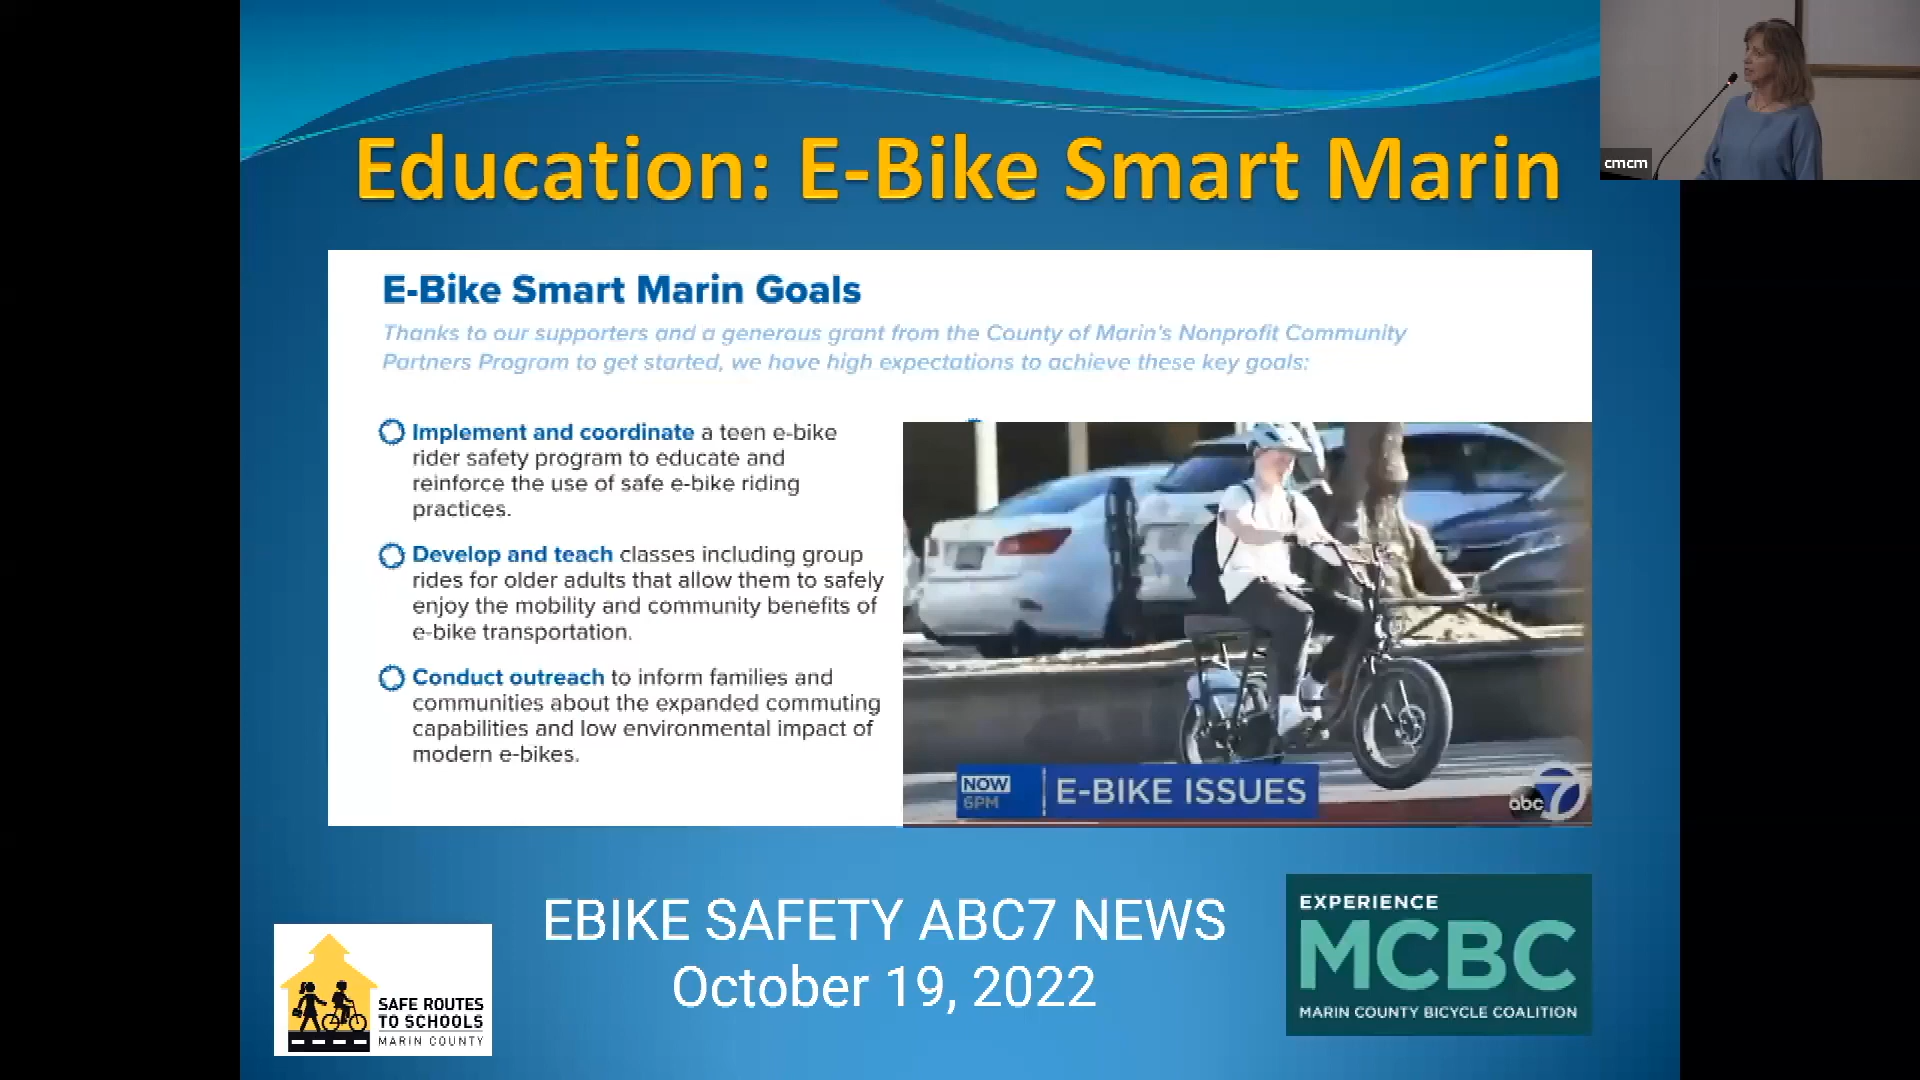 cmcm
Education: E-Bike Smart Marin
E-Bike Smart Marin Goals
Thanks to our supporters and a generous grant from the County of Marin's Nonprofit Community
Partners Program to get started, we have high expectations to achieve these key goals:
Implement and coordinate a teen e-bike
rider safety program to educate and
reinforce the use of safe e-bike riding
practices.
Develop and teach classes including group
rides for older adults that allow them to safely
enjoy the mobility and community benefits of
e-bike transportation.
Conduct outreach to inform families and
communities about the expanded commuting
capabilities and low environmental impact of
modern e-bikes.
NOW
6PM
E-BIKE ISSUES
abc 7
EBIKE SAFETY ABC7 NEWS
October 19, 2022
SAFE ROUTES
TO SCHOOLS
MARIN COUNTY
EXPERIENCE
MCBC
MARIN COUNTY BICYCLE COALITION